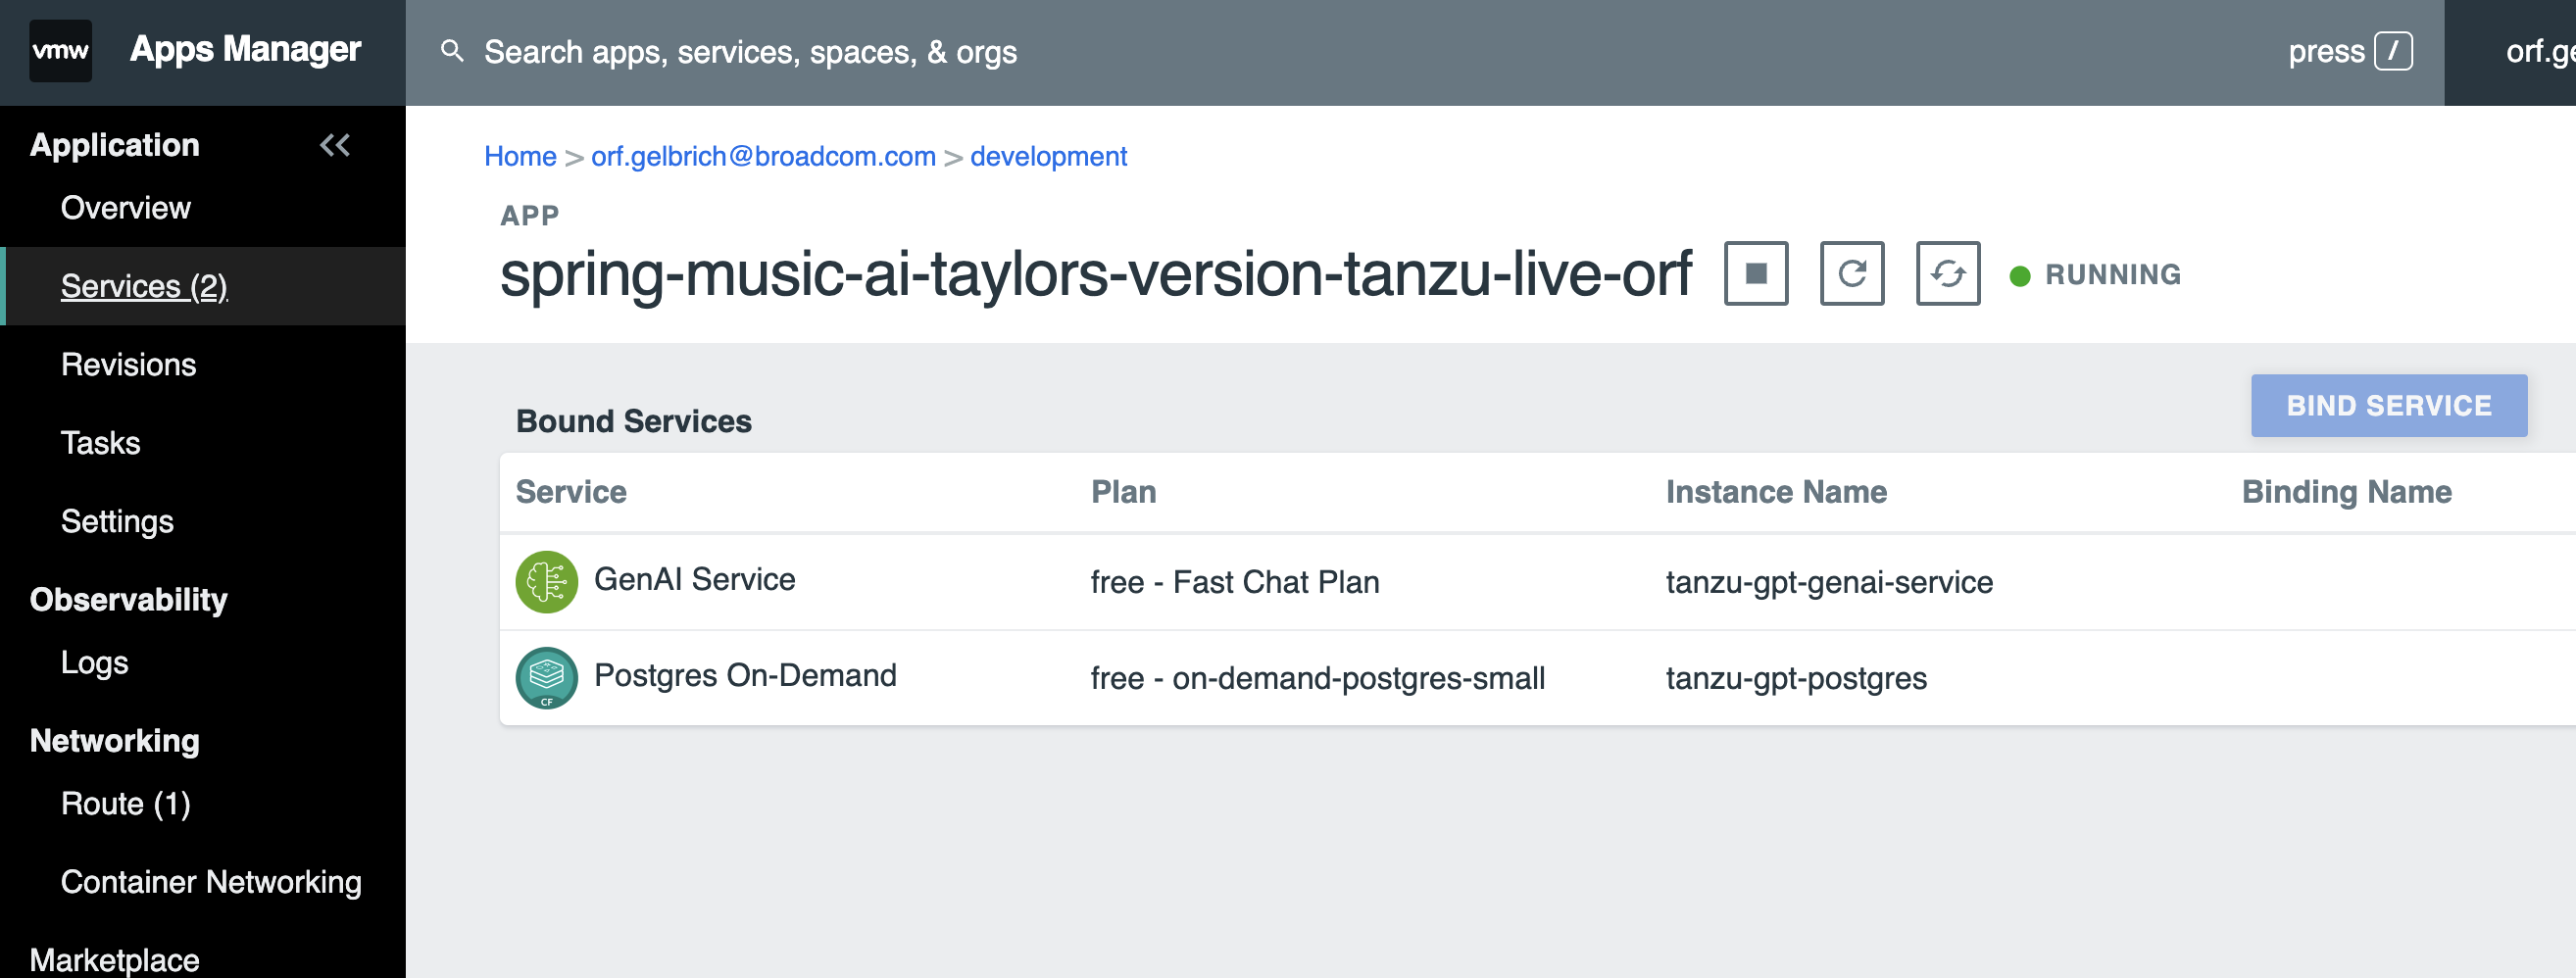 vmw Apps Manager
Search apps, services, spaces, & orgs
press /
orf.ge
Application
Overview
Services (2)
Revisions
Tasks
Settings
Observability
Logs
Networking
Route (1)
Container Networking
Marketplace
Home > orf.gelbrich@broadcom.com > development
APP
spring-music-ai-taylors-version-tanzu-live-orf
RUNNING
BIND SERVICE
Bound Services
Service Plan Instance Name Binding Name
GenAI Service free - Fast Chat Plan tanzu-gpt-genai-service
Postgres On-Demand free - on-demand-postgres-small tanzu-gpt-postgres
CF